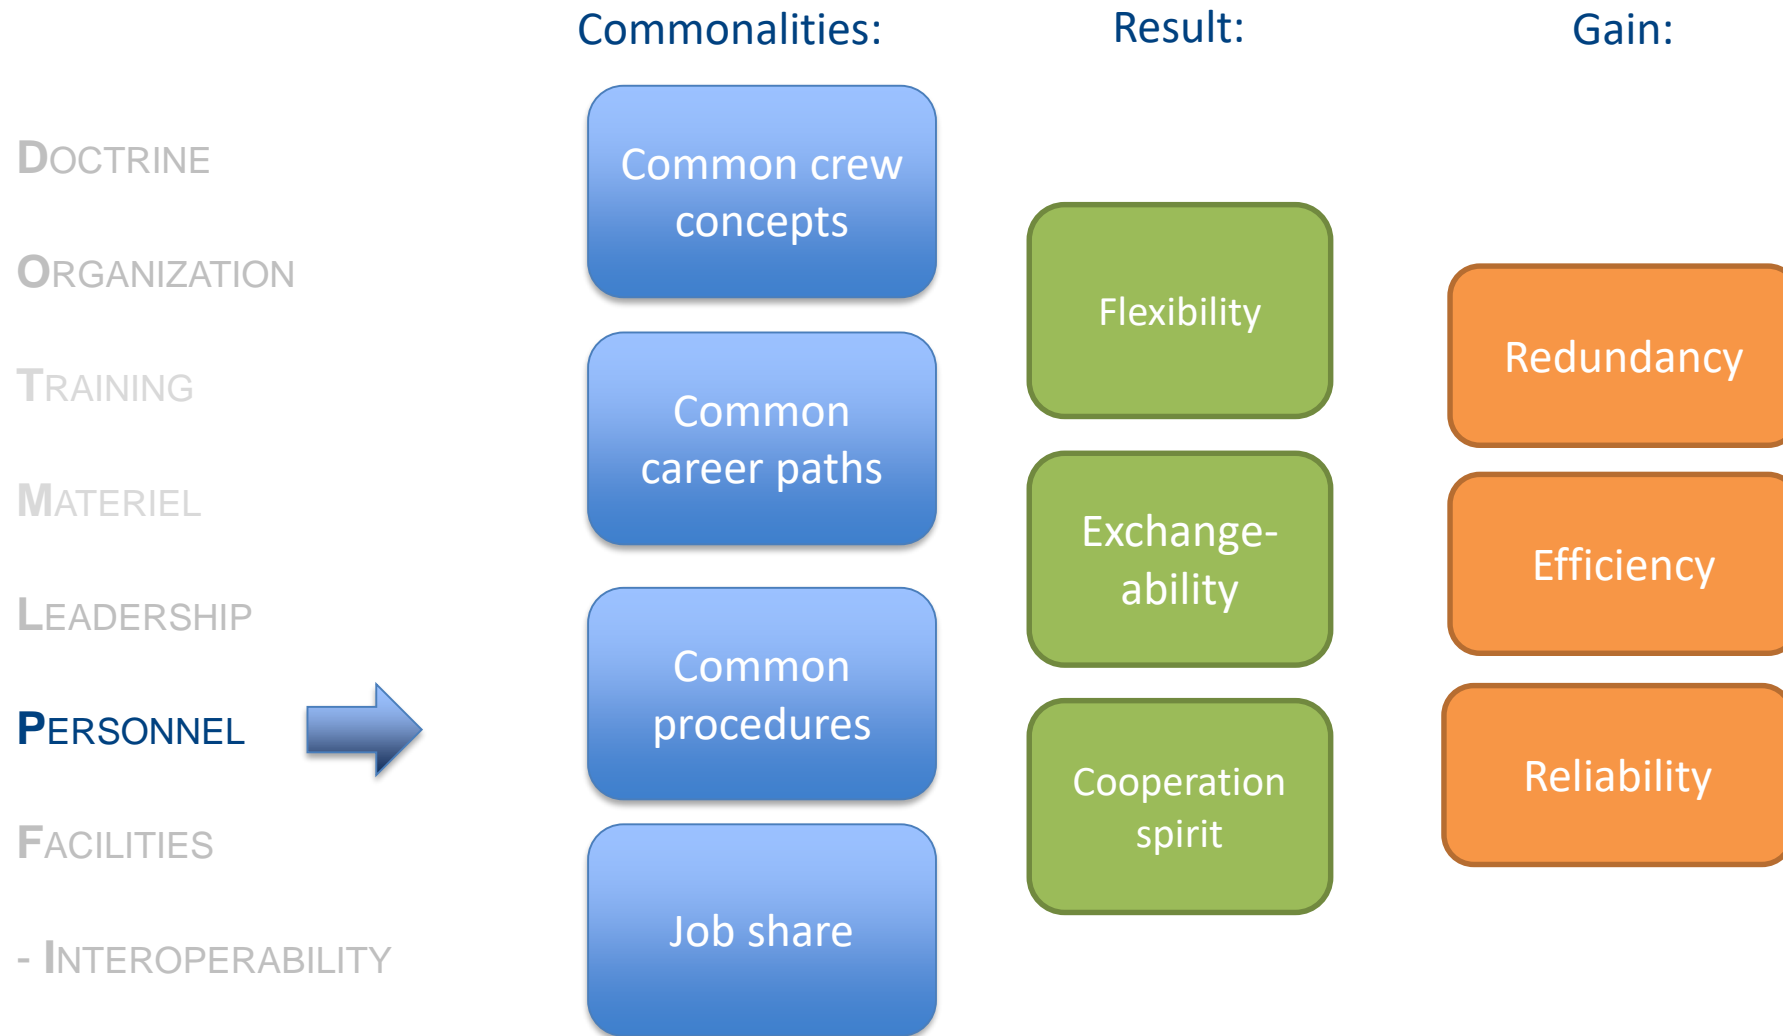 Commonalities:
Result:
Gain:
DOCTRINE
ORGANIZATION
TRAINING
MATERIEL
LEADERSHIP
PERSONNEL
FACILITIES
- INTEROPERABILITY
Common crew
concepts
Common
career paths
Common
procedures
Job share
Flexibility
Exchange-
ability
Cooperation
spirit
Redundancy
Efficiency
Reliability